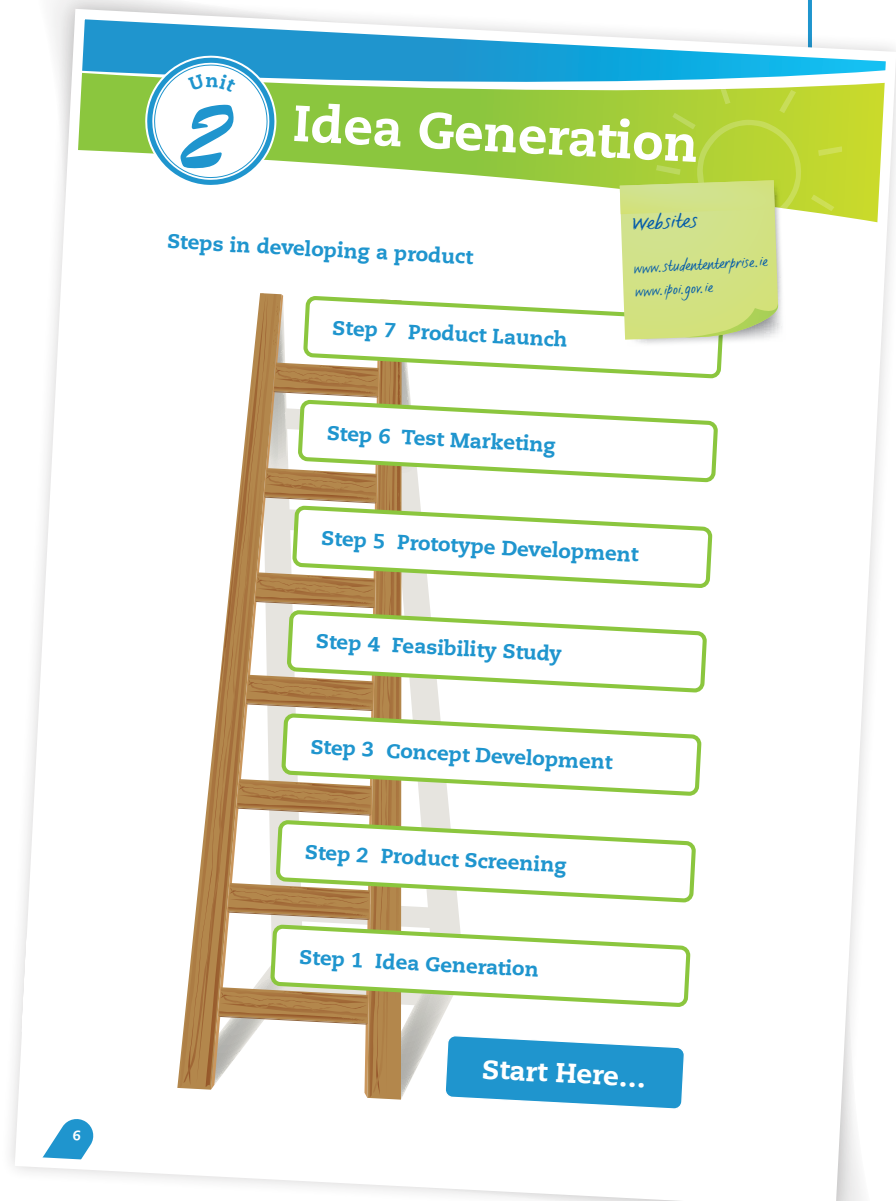 Unit
2
Idea Generation
Websites
www.studententerprise.ie
www.ipoi.gov.ie
Steps in developing a product
Step 7 Product Launch
Step 6 Test Marketing
Step 5 Prototype Development
Step 4 Feasibility Study
Step 3 Concept Development
Step 2 Product Screening
Step 1 Idea Generation
Start Here...
6